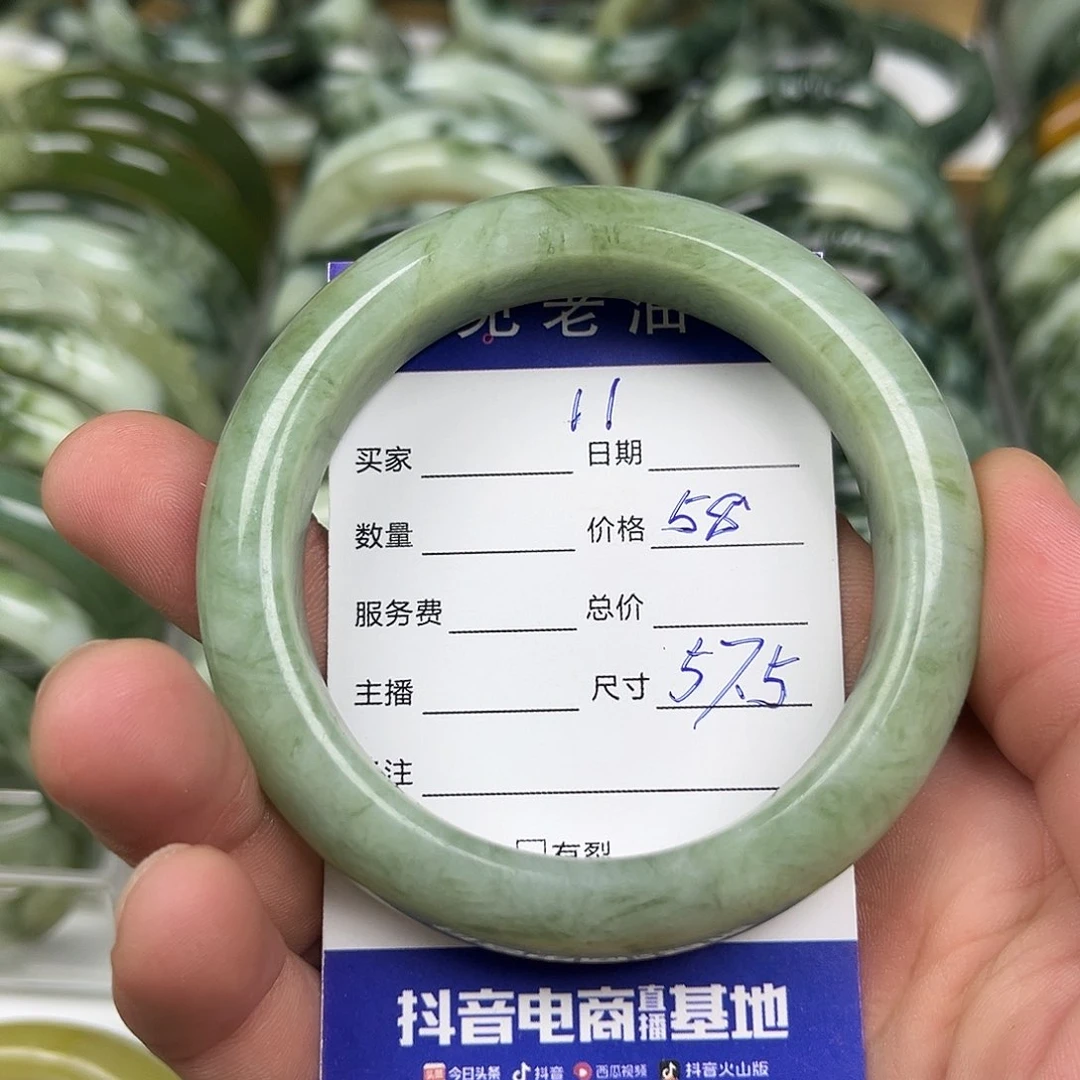 老油
11
买家 日期
数量 价格 58
服务费 总价
主播 尺寸 57.5
注
有裂
抖音电商直播基地
头条 今日头条 抖音 西瓜视频 抖音火山版